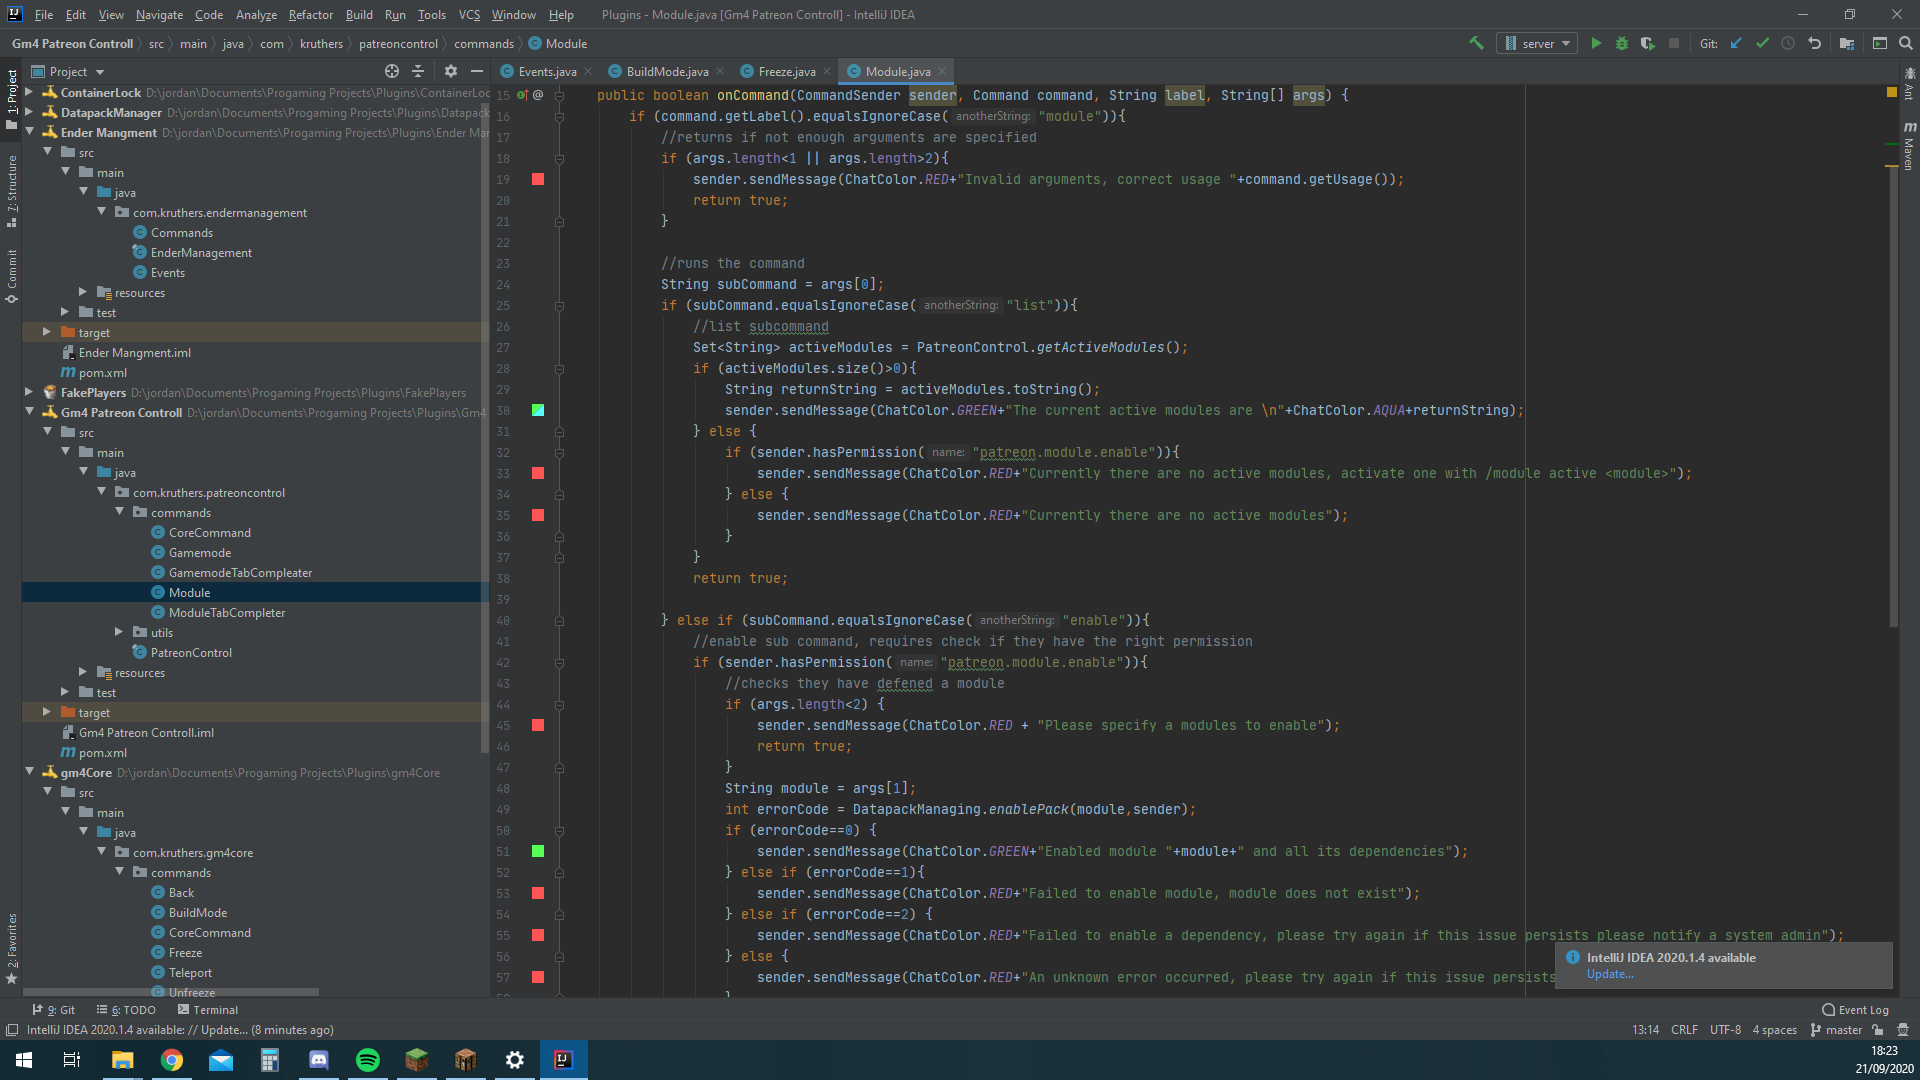 File Edit View Navigate Code Analyze Refactor Build Run Tools VCS Window Help Plugins - Module.java [Gm4 Patreon Controll] - IntelliJ IDEA
Gm4 Patreon Controll src main java com kruthers patreoncontrol commands Module server Git:
Project Events.java BuildMode.java Freeze.java Module.java
1: Project
7: Structure
Commit
2: Favorites
Ant
Maven
ContainerLock D:\jordan\Documents\Progaming Projects\Plugins\ContainerLoc
DatapackManager D:\jordan\Documents\Progaming Projects\Plugins\Datapack
Ender Mangment D:\jordan\Documents\Progaming Projects\Plugins\Ender Mar
src
main
java
com.kruthers.endermanagement
Commands
EnderManagement
Events
resources
test
target
Ender Mangment.iml
pom.xml
FakePlayers D:\jordan\Documents\Progaming Projects\Plugins\FakePlayers
Gm4 Patreon Controll D:\jordan\Documents\Progaming Projects\Plugins\Gm4
src
main
java
com.kruthers.patreoncontrol
commands
CoreCommand
Gamemode
GamemodeTabCompleater
Module
ModuleTabCompleter
utils
PatreonControl
resources
test
target
Gm4 Patreon Controll.iml
pom.xml
gm4Core D:\jordan\Documents\Progaming Projects\Plugins\gm4Core
src
main
java
com.kruthers.gm4core
commands
Back
BuildMode
CoreCommand
Freeze
Teleport
Unfreeze
15 @ public boolean onCommand(CommandSender sender, Command command, String label, String[] args) {
16 if (command.getLabel().equalsIgnoreCase( anotherString: "module")){
17 //returns if not enough arguments are specified
18 if (args.length<1 || args.length>2){
19 sender.sendMessage(ChatColor.RED+"Invalid arguments, correct usage "+command.getUsage());
20 return true;
21 }
22
23 //runs the command
24 String subCommand = args[0];
25 if (subCommand.equalsIgnoreCase( anotherString: "list")){
26 //list subcommand
27 Set<String> activeModules = PatreonControl.getActiveModules();
28 if (activeModules.size()>0){
29 String returnString = activeModules.toString();
30 sender.sendMessage(ChatColor.GREEN+"The current active modules are \n"+ChatColor.AQUA+returnString);
31 } else {
32 if (sender.hasPermission( name: "patreon.module.enable")){
33 sender.sendMessage(ChatColor.RED+"Currently there are no active modules, activate one with /module active <module>");
34 } else {
35 sender.sendMessage(ChatColor.RED+"Currently there are no active modules");
36 }
37 }
38 return true;
39
40 } else if (subCommand.equalsIgnoreCase( anotherString: "enable")){
41 //enable sub command, requires check if they have the right permission
42 if (sender.hasPermission( name: "patreon.module.enable")){
43 //checks they have defened a module
44 if (args.length<2) {
45 sender.sendMessage(ChatColor.RED + "Please specify a modules to enable");
46 return true;
47 }
48 String module = args[1];
49 int errorCode = DatapackManaging.enablePack(module,sender);
50 if (errorCode==0) {
51 sender.sendMessage(ChatColor.GREEN+"Enabled module "+module+" and all its dependencies");
52 } else if (errorCode==1){
53 sender.sendMessage(ChatColor.RED+"Failed to enable module, module does not exist");
54 } else if (errorCode==2) {
55 sender.sendMessage(ChatColor.RED+"Failed to enable a dependency, please try again if this issue persists please notify a system admin");
56 } else {
57 sender.sendMessage(ChatColor.RED+"An unknown error occurred, please try again if this issue persists
IntelliJ IDEA 2020.1.4 available
Update...
9: Git 6: TODO Terminal Event Log
IntelliJ IDEA 2020.1.4 available: // Update... (8 minutes ago) 13:14 CRLF UTF-8 4 spaces master
18:23
21/09/2020